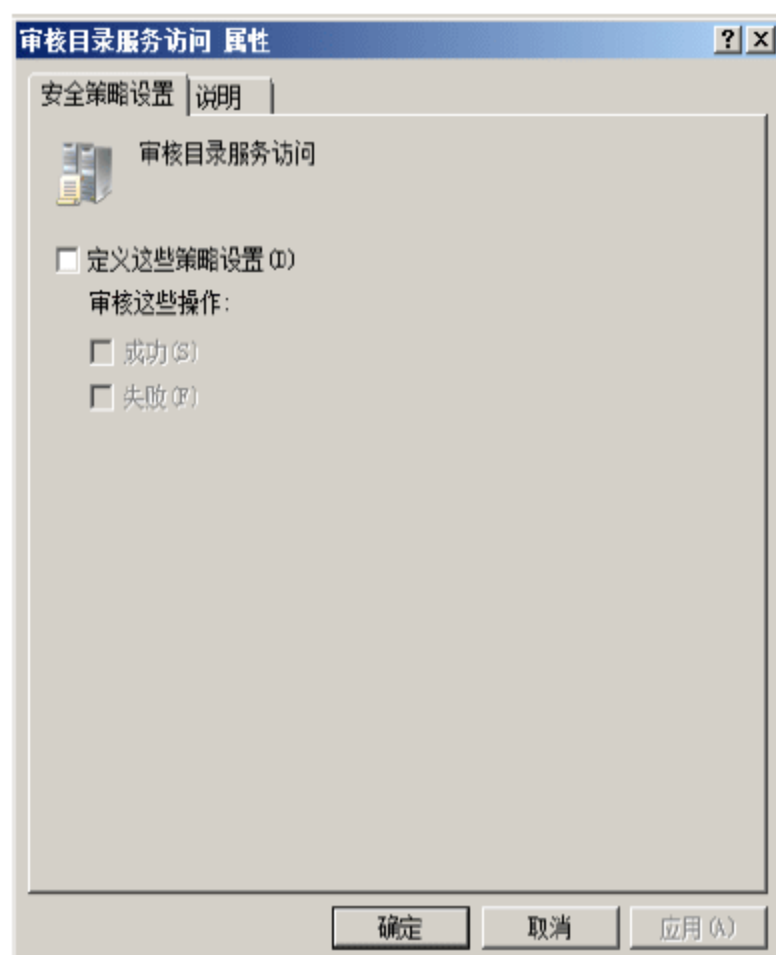 审核目录服务访问 属性
安全策略设置 说明
审核目录服务访问
定义这些策略设置(D)
审核这些操作:
成功(S)
失败(F)
确定 取消 应用(A)